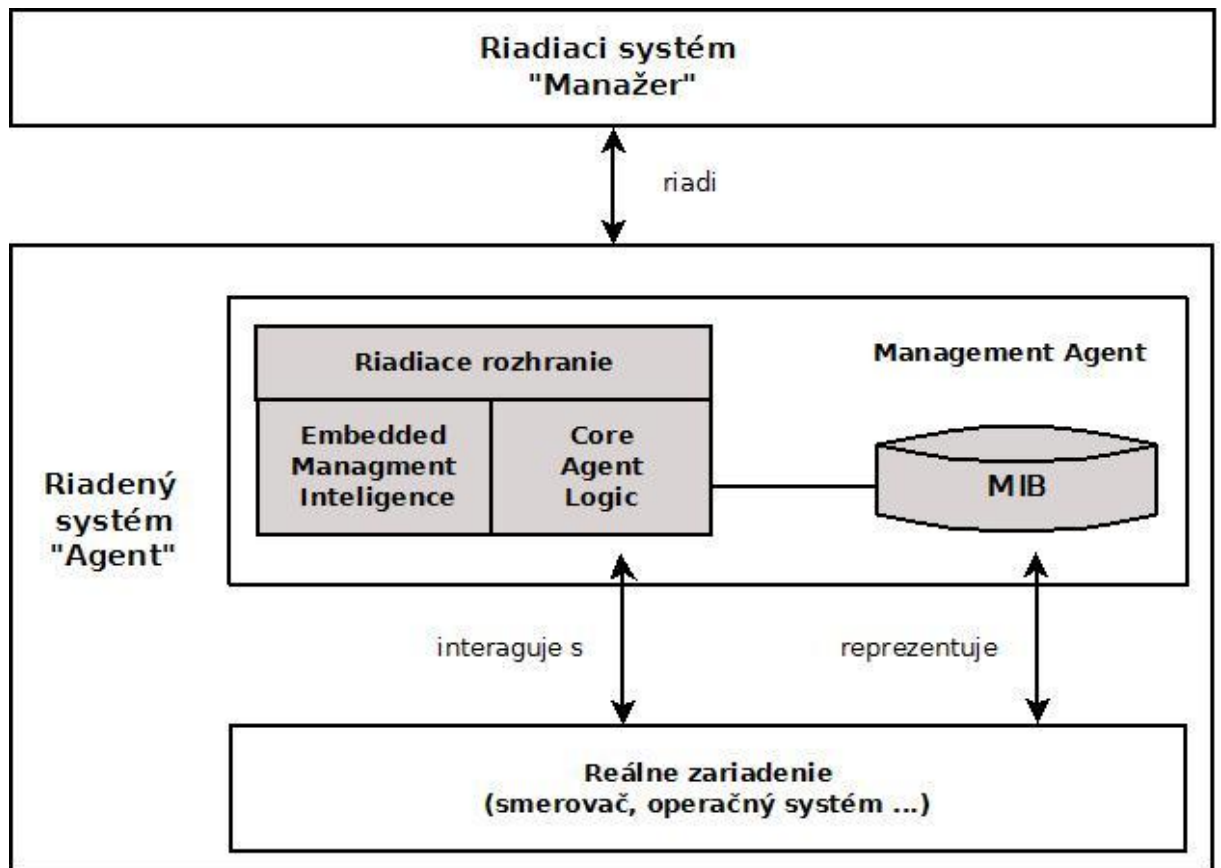 Riadiaci systém
"Manažer"
riadi
Riadiace rozhranie
Management Agent
Embedded
Managment
Inteligence
Core
Agent
Logic
MIB
Riadený
systém
"Agent"
interaguje s
reprezentuje
Reálne zariadenie
(smerovač, operačný systém ...)